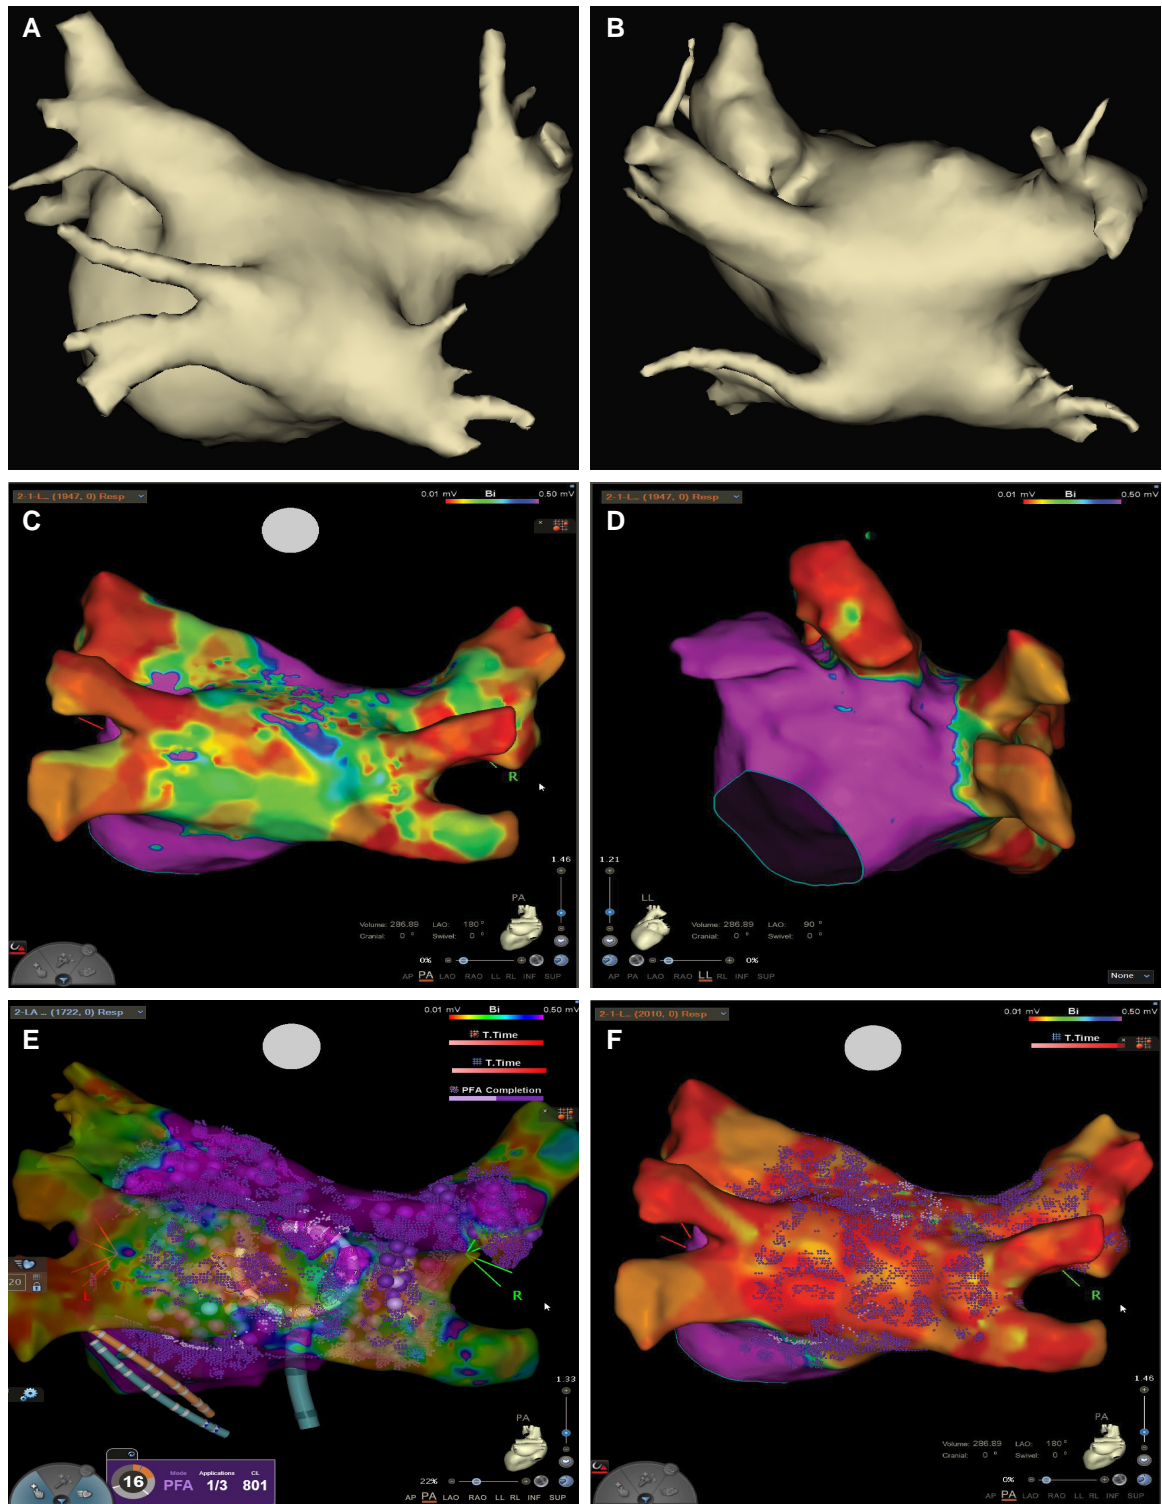 A
B
2-1-L... (1947, 0) Resp
0.01 mV Bi 0.50 mV
C
R
1.46
PA
Volume: 286.89 LAO: 180 °
Cranial: 0 ° Swivel: 0 °
0%
AP PA LAO RAO LL RL INF SUP
2-1-L... (1947, 0) Resp
0.01 mV Bi 0.50 mV
D
1.21
LL
Volume: 286.89 LAO: 90 °
Cranial: 0 ° Swivel: 0 °
0%
AP PA LAO RAO LL RL INF SUP
None
2-LA ... (1722, 0) Resp
0.01 mV Bi 0.50 mV
E
T.Time
T.Time
PFA Completion
20
L
R
1.33
PA
16
Mode Applications CL
PFA 1/3 801
22%
AP PA LAO RAO LL RL INF SUP
2-1-L... (2010, 0) Resp
0.01 mV Bi 0.50 mV
F
T.Time
R
1.46
PA
Volume: 286.89 LAO: 180 °
Cranial: 0 ° Swivel: 0 °
0%
AP PA LAO RAO LL RL INF SUP